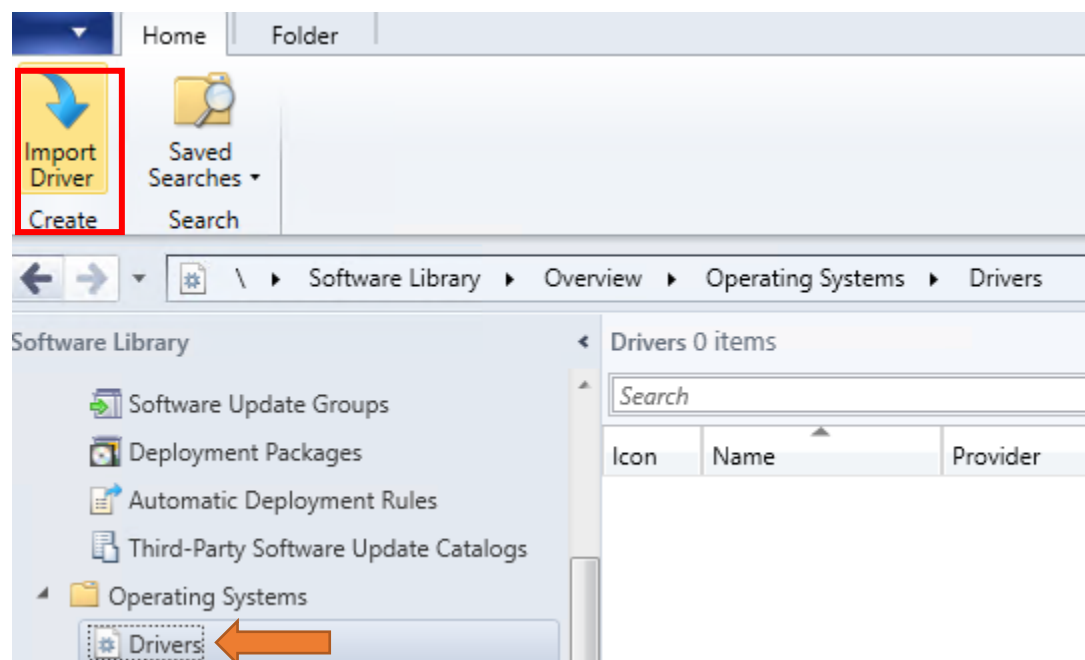 Home Folder
Import
Driver
Saved
Searches
Create Search
\ Software Library Overview Operating Systems Drivers
Software Library
Drivers 0 items
Search
Software Update Groups
Icon Name Provider
Deployment Packages
Automatic Deployment Rules
Third-Party Software Update Catalogs
Operating Systems
Drivers